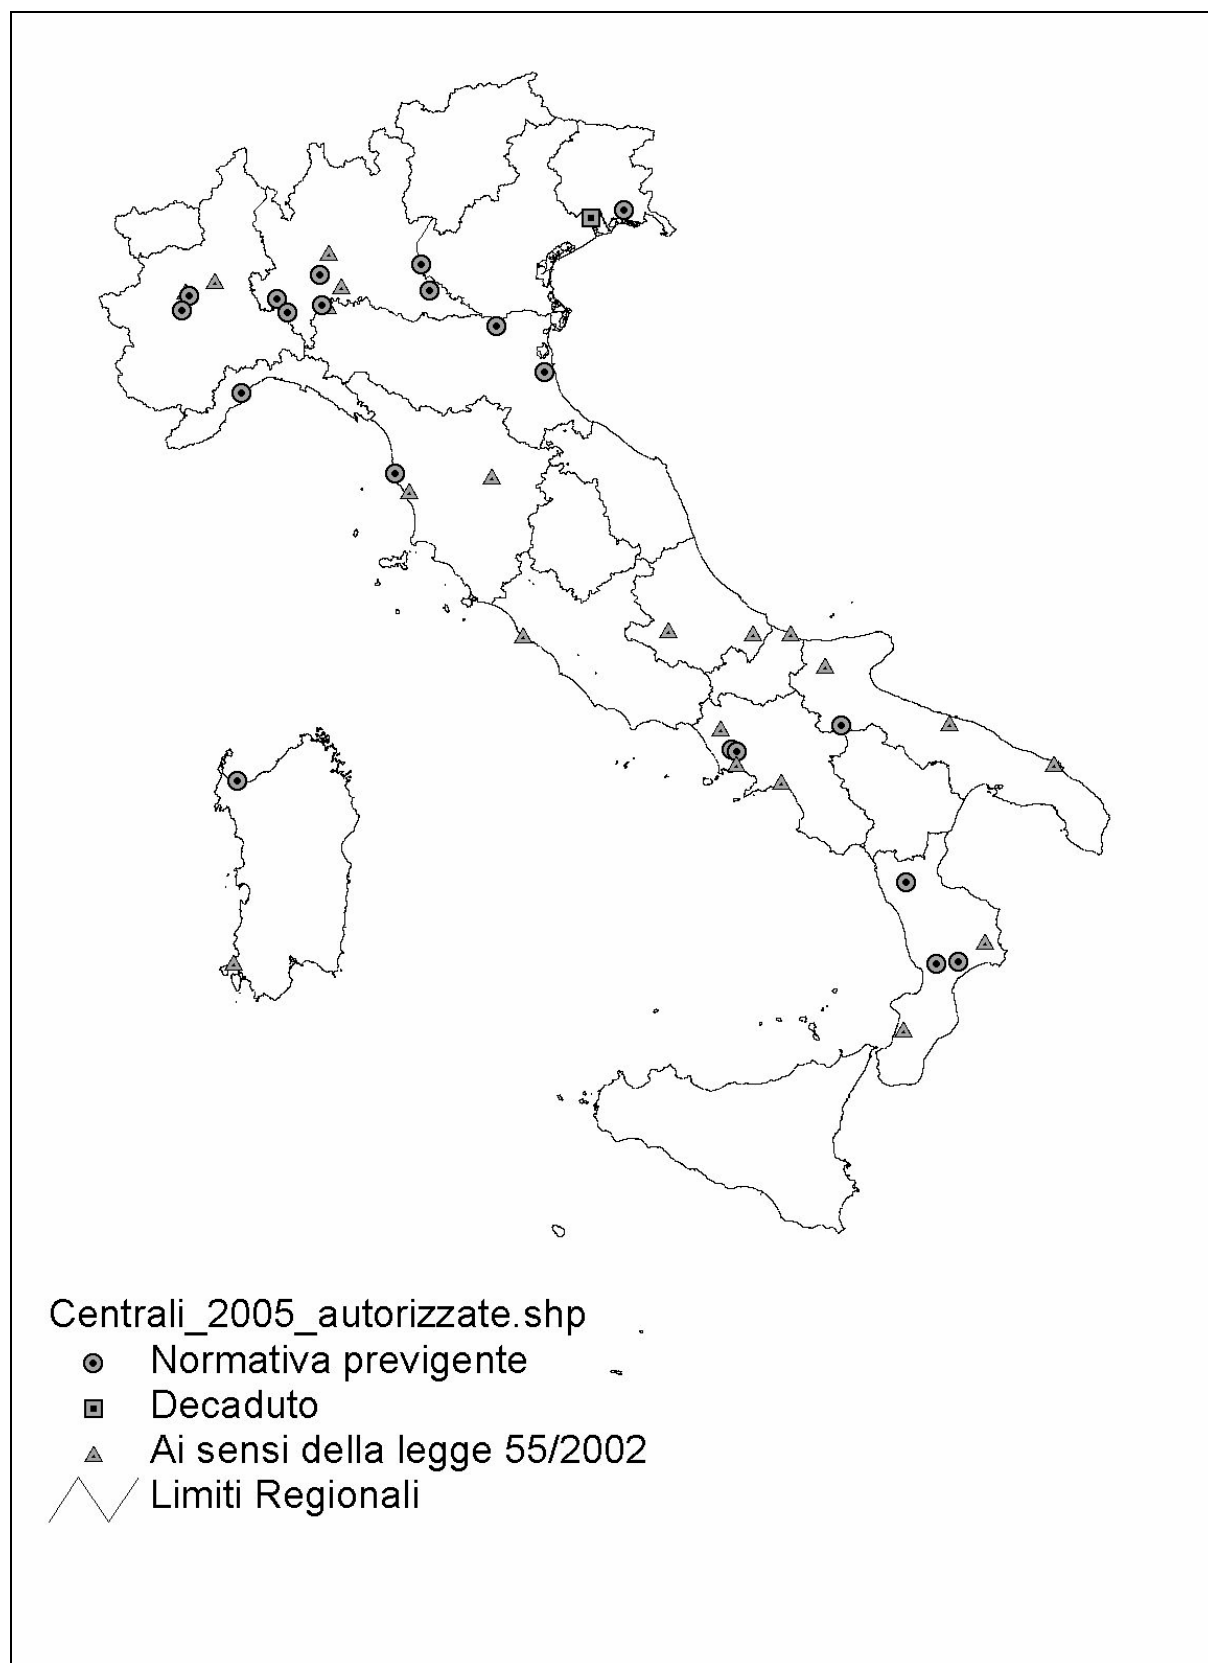 Centrali_2005_autorizzate.shp
Normativa previgente
Decaduto
Ai sensi della legge 55/2002
Limiti Regionali